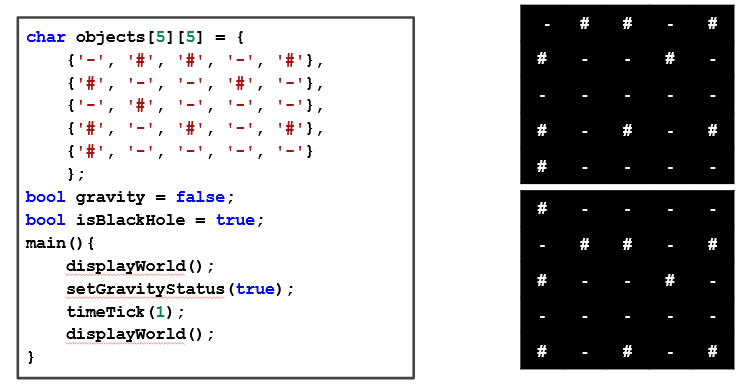 char objects[5][5] = {
{'-', '#', '#', '-', '#'},
{'#', '-', '-', '#', '-'},
{'-', '#', '-', '-', '-'},
{'#', '-', '#', '-', '#'},
{'#', '-', '-', '-', '-'}
};
bool gravity = false;
bool isBlackHole = true;
main(){
displayWorld();
setGravityStatus(true);
timeTick(1);
displayWorld();
}
- # # - #
# - - # -
- - - - -
# - # - #
# - - - -
# - - - -
- # # - #
# - - # -
- - - - -
# - # - #